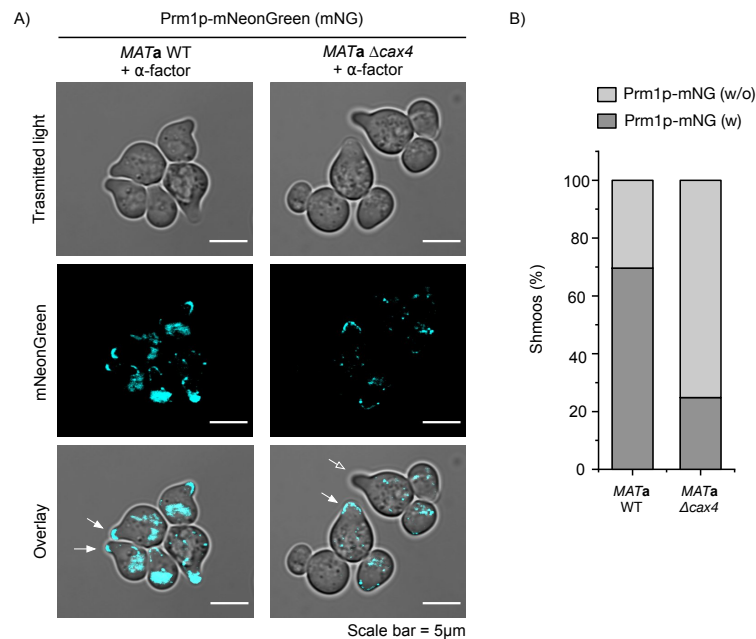 A)
Prm1p-mNeonGreen (mNG)
MATa WT
+ α-factor
MATa Δcax4
+ α-factor
Trasmitted light
mNeonGreen
Overlay
Scale bar = 5μm
B)
Prm1p-mNG (w/o)
Prm1p-mNG (w)
Shmoos (%)
100
80
60
40
20
0
MATa
WT
MATa
Δcax4